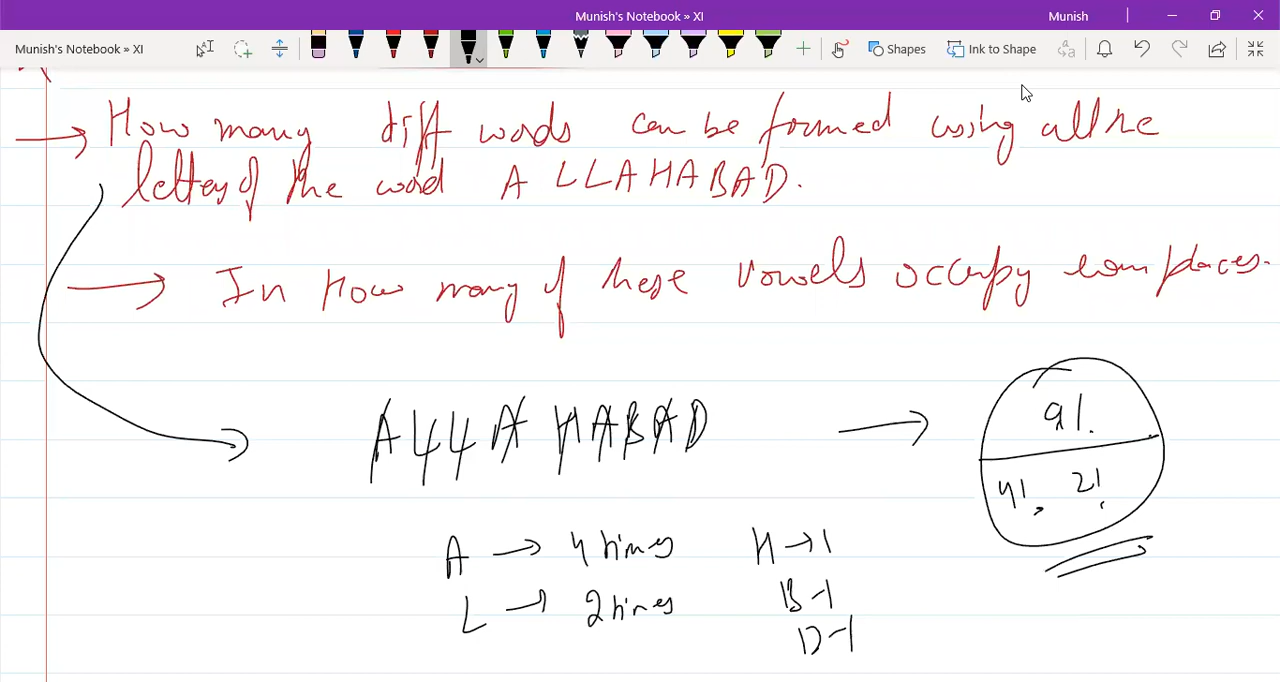 Munish's Notebook » XI
Munish
Munish's Notebook » XI
Shapes
Ink to Shape
How many diff words can be formed using all the
letters of the word ALLAHABAD.
In How many of these vowels occupy even places.
ALLAHABAD
9!
4! 2!
A → 4 times H → 1
L → 2 times B - 1
D - 1